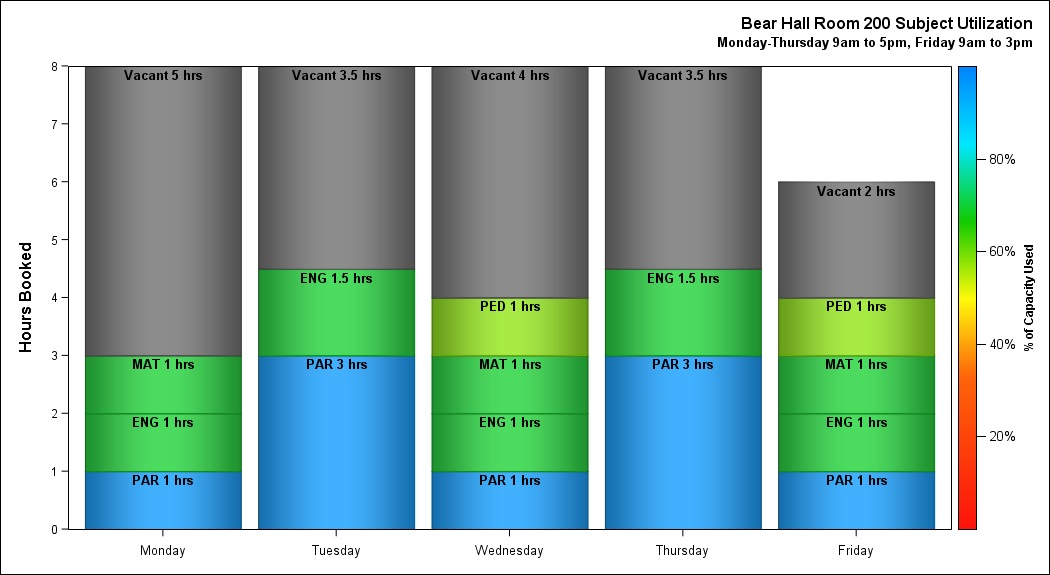 Bear Hall Room 200 Subject Utilization
Monday-Thursday 9am to 5pm, Friday 9am to 3pm
Hours Booked
8
7
6
5
4
3
2
1
0
Vacant 5 hrs
MAT 1 hrs
ENG 1 hrs
PAR 1 hrs
Vacant 3.5 hrs
ENG 1.5 hrs
PAR 3 hrs
Vacant 4 hrs
PED 1 hrs
MAT 1 hrs
ENG 1 hrs
PAR 1 hrs
Vacant 3.5 hrs
ENG 1.5 hrs
PAR 3 hrs
Vacant 2 hrs
PED 1 hrs
MAT 1 hrs
ENG 1 hrs
PAR 1 hrs
Monday
Tuesday
Wednesday
Thursday
Friday
80%
60%
40%
20%
% of Capacity Used